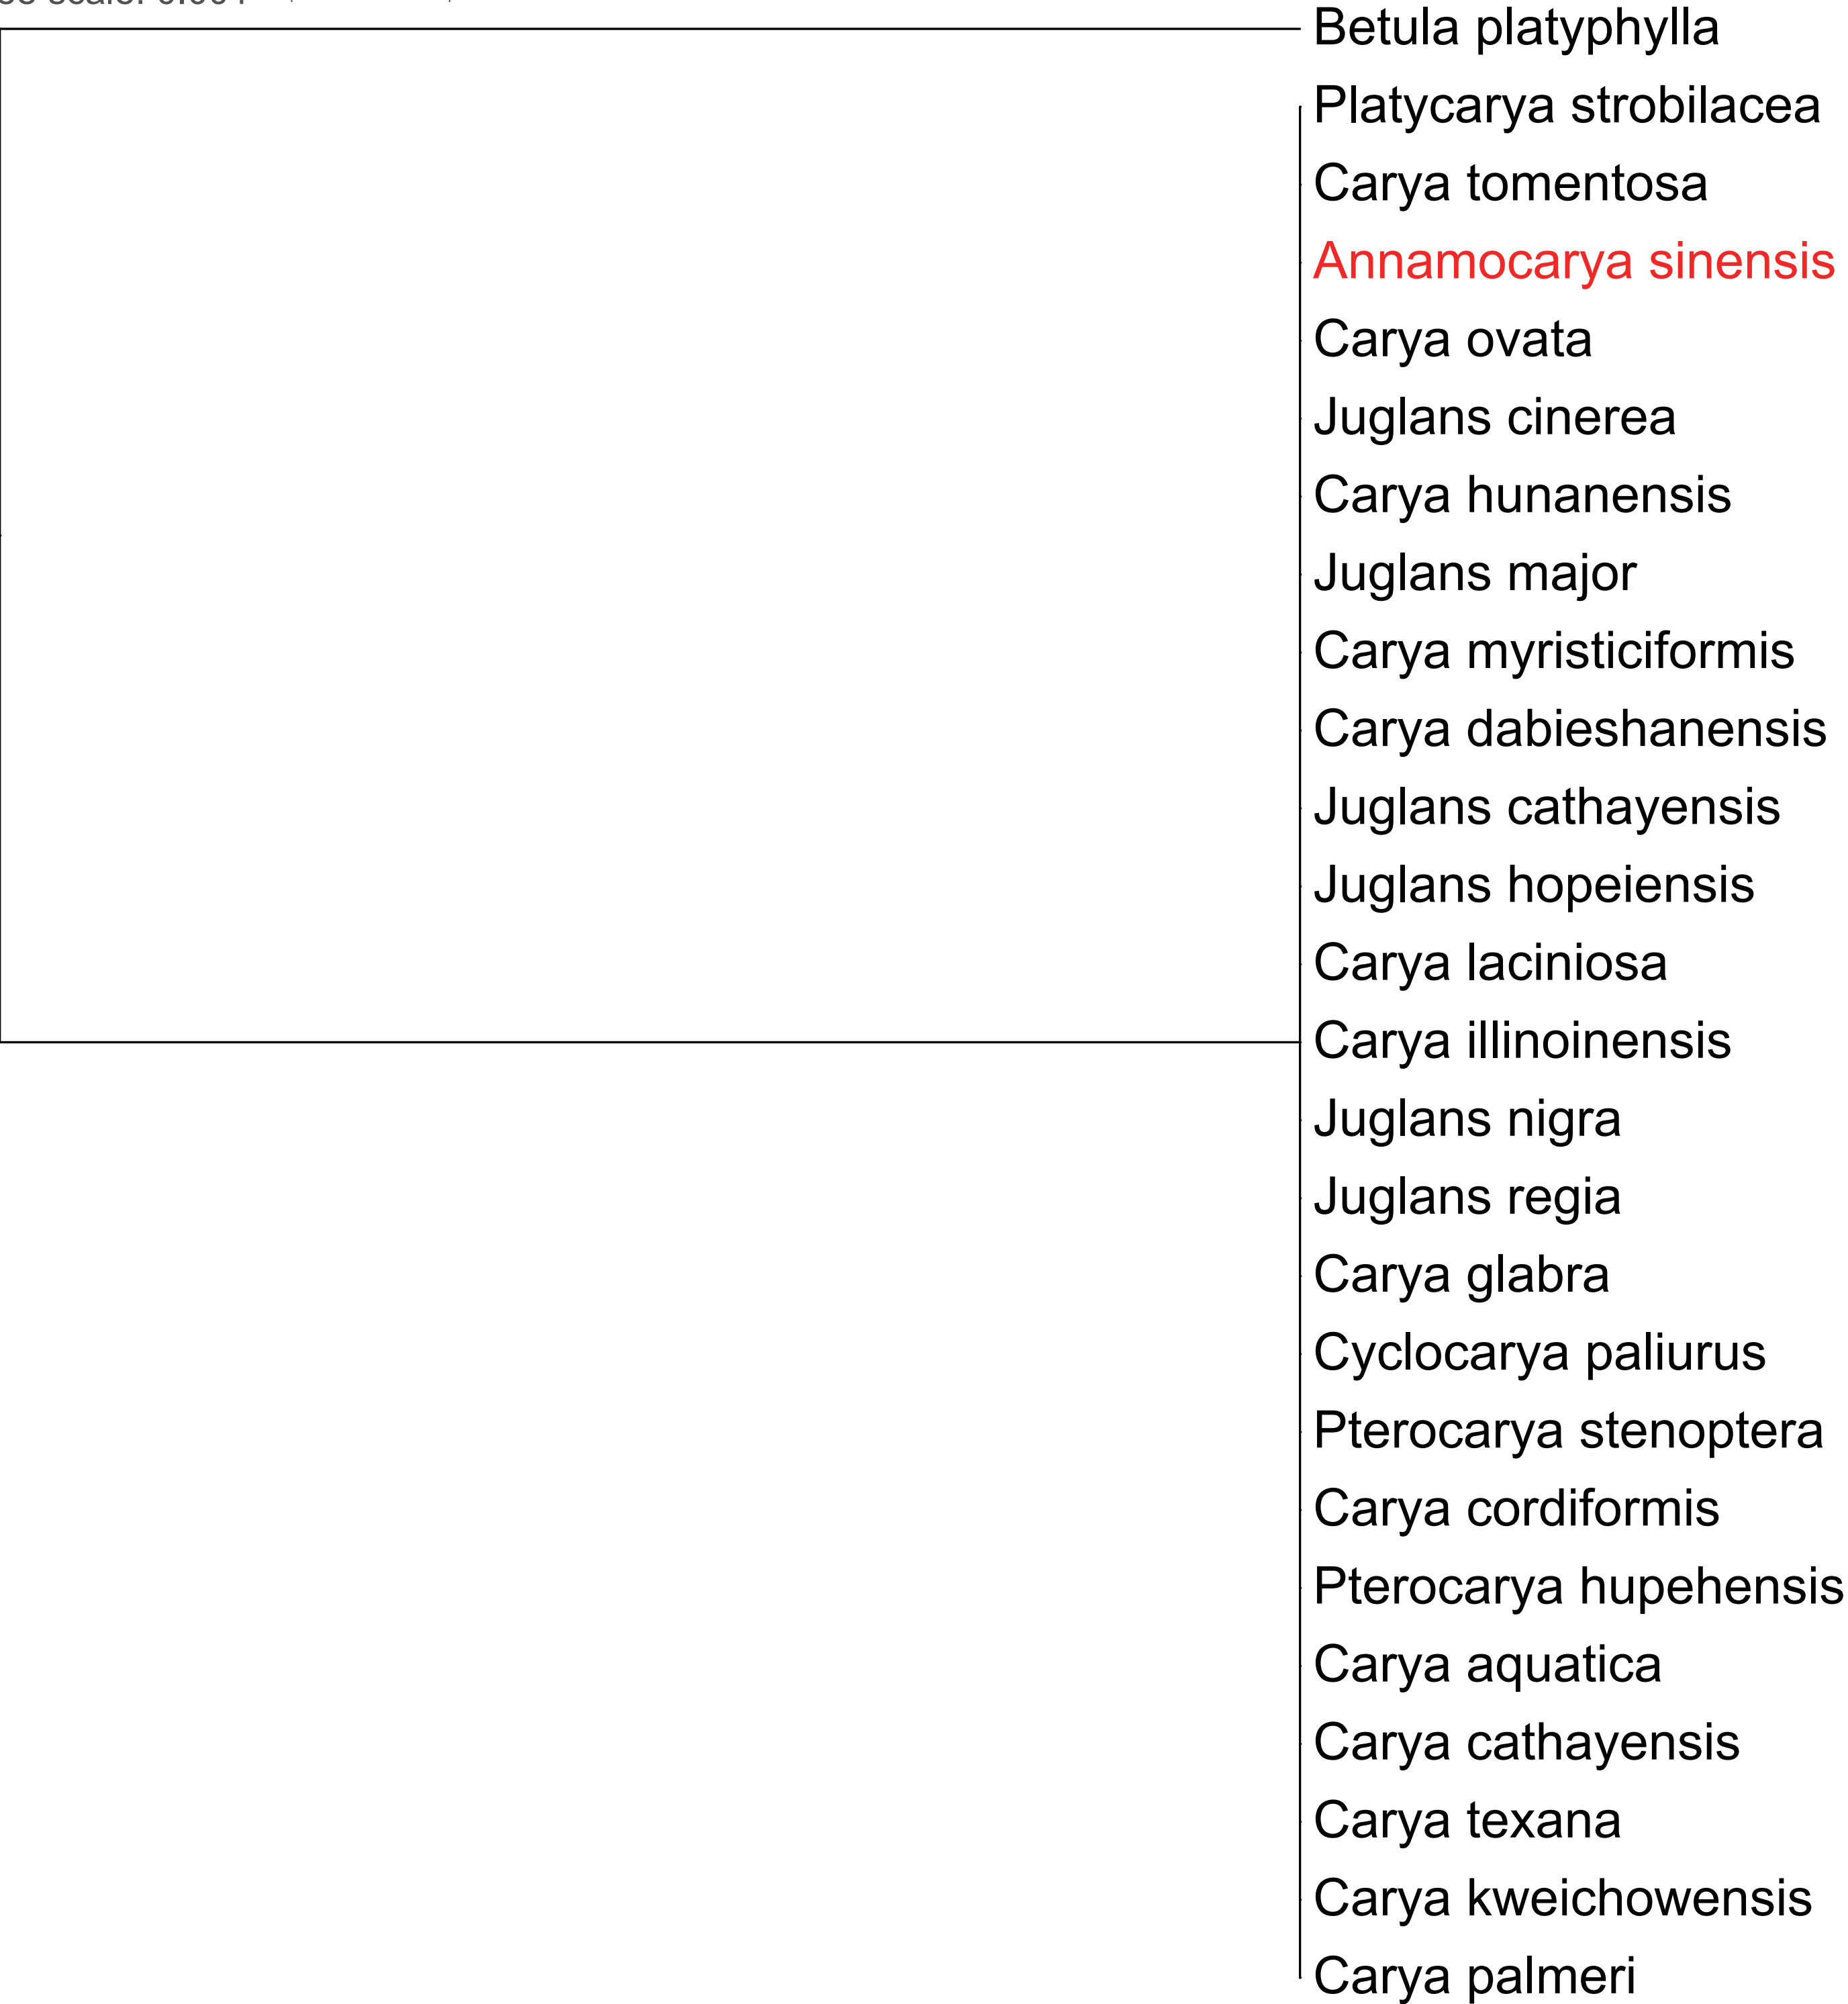 Betula platyphylla
Platycarya strobilacea
Carya tomentosa
Annamocarya sinensis
Carya ovata
Juglans cinerea
Carya hunanensis
Juglans major
Carya myristiciformis
Carya dabieshanensis
Juglans cathayensis
Juglans hopeiensis
Carya laciniosa
Carya illinoinensis
Juglans nigra
Juglans regia
Carya glabra
Cyclocarya paliurus
Pterocarya stenoptera
Carya cordiformis
Pterocarya hupehensis
Carya aquatica
Carya cathayensis
Carya texana
Carya kweichowensis
Carya palmeri